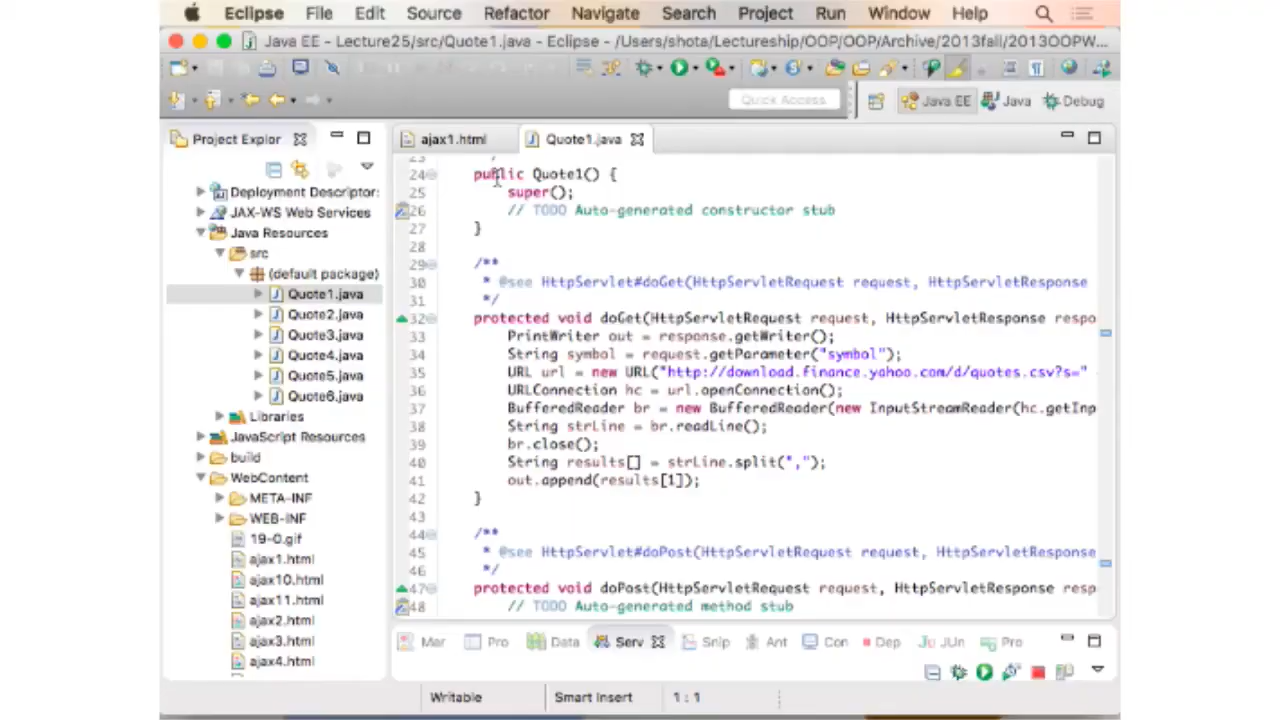 Eclipse File Edit Source Refactor Navigate Search Project Run Window Help
Java EE - Lecture25/src/Quote1.java - Eclipse - /Users/shota/Lectureship/OOP/OOP/Archive/2013fall/2013OOPW...
Quick Access
Java EE Java Debug
Project Explor
ajax1.html Quote1.java
Deployment Descriptor:
JAX-WS Web Services
Java Resources
src
(default package)
Quote1.java
Quote2.java
Quote3.java
Quote4.java
Quote5.java
Quote6.java
Libraries
JavaScript Resources
build
WebContent
META-INF
WEB-INF
19-0.gif
ajax1.html
ajax10.html
ajax11.html
ajax2.html
ajax3.html
ajax4.html
23 */
24 public Quote1() {
25 super();
26 // TODO Auto-generated constructor stub
27 }
28
29 /**
30 * @see HttpServlet#doGet(HttpServletRequest request, HttpServletResponse
31 */
32 protected void doGet(HttpServletRequest request, HttpServletResponse respo
33 PrintWriter out = response.getWriter();
34 String symbol = request.getParameter("symbol");
35 URL url = new URL("http://download.finance.yahoo.com/d/quotes.csv?s="
36 URLConnection hc = url.openConnection();
37 BufferedReader br = new BufferedReader(new InputStreamReader(hc.getInp
38 String strLine = br.readLine();
39 br.close();
40 String results[] = strLine.split(",");
41 out.append(results[1]);
42 }
43
44 /**
45 * @see HttpServlet#doPost(HttpServletRequest request, HttpServletResponse
46 */
47 protected void doPost(HttpServletRequest request, HttpServletResponse resp
48 // TODO Auto-generated method stub
Mar Pro Data Serv Snip Ant Con Dep JUn Pro
Writable Smart Insert 1 : 1